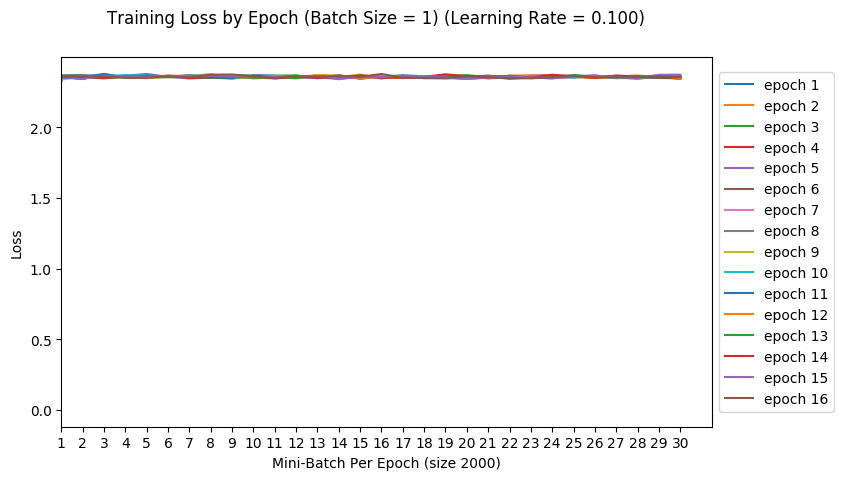 Training Loss by Epoch (Batch Size = 1) (Learning Rate = 0.100)
Loss
2.0
1.5
1.0
0.5
0.0
1 2 3 4 5 6 7 8 9 10 11 12 13 14 15 16 17 18 19 20 21 22 23 24 25 26 27 28 29 30
Mini-Batch Per Epoch (size 2000)
epoch 1
epoch 2
epoch 3
epoch 4
epoch 5
epoch 6
epoch 7
epoch 8
epoch 9
epoch 10
epoch 11
epoch 12
epoch 13
epoch 14
epoch 15
epoch 16